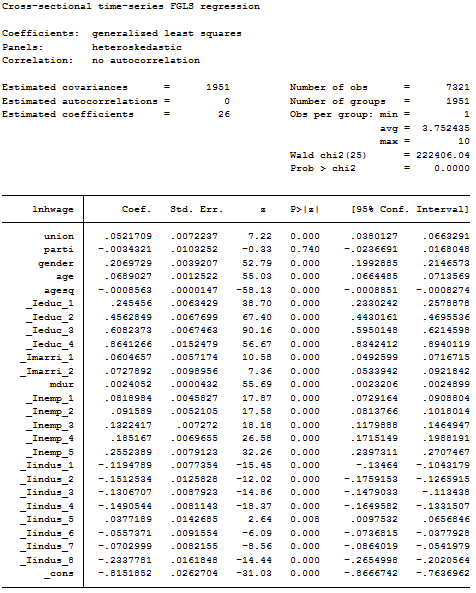 Cross-sectional time-series FGLS regression
Coefficients: generalized least squares
Panels: heteroskedastic
Correlation: no autocorrelation
Estimated covariances = 1951 Number of obs = 7321
Estimated autocorrelations = 0 Number of groups = 1951
Estimated coefficients = 26 Obs per group: min = 1
avg = 3.752435
max = 10
Wald chi2(25) = 222406.04
Prob > chi2 = 0.0000
lnhwage Coef. Std. Err. z P>|z| [95% Conf. Interval]
union .0521709 .0072237 7.22 0.000 .0380127 .0663291
parti -.0034321 .0103252 -0.33 0.740 -.0236691 .0168048
gender .2069729 .0039207 52.79 0.000 .1992885 .2146573
age .0689027 .0012522 55.03 0.000 .0664485 .0713569
agesq -.0008563 .0000147 -58.13 0.000 -.0008851 -.0008274
_Ieduc_1 .245456 .0063429 38.70 0.000 .2330242 .2578878
_Ieduc_2 .4562849 .0067699 67.40 0.000 .4430161 .4695536
_Ieduc_3 .6082373 .0067463 90.16 0.000 .5950148 .6214598
_Ieduc_4 .8641266 .0152479 56.67 0.000 .8342412 .8940119
_Imarri_1 .0604657 .0057174 10.58 0.000 .0492599 .0716715
_Imarri_2 .0727892 .0098956 7.36 0.000 .0533942 .0921842
mdur .0024052 .0000432 55.69 0.000 .0023206 .0024899
_Inemp_1 .0818984 .0045827 17.87 0.000 .0729164 .0908804
_Inemp_2 .091589 .0052105 17.58 0.000 .0813766 .1018014
_Inemp_3 .1322417 .007272 18.18 0.000 .1179888 .1464947
_Inemp_4 .185167 .0069655 26.58 0.000 .1715149 .1988191
_Inemp_5 .2552389 .0079123 32.26 0.000 .2397311 .2707467
_Iindus_1 -.1194789 .0077354 -15.45 0.000 -.13464 -.1043179
_Iindus_2 -.1512534 .0125828 -12.02 0.000 -.1759153 -.1265915
_Iindus_3 -.1306707 .0087923 -14.86 0.000 -.1479033 -.113438
_Iindus_4 -.1490544 .0081143 -18.37 0.000 -.1649582 -.1331507
_Iindus_5 .0377189 .0142685 2.64 0.008 .0097532 .0656846
_Iindus_6 -.0557371 .0091554 -6.09 0.000 -.0736815 -.0377928
_Iindus_7 -.0702999 .0082155 -8.56 0.000 -.0864019 -.0541979
_Iindus_8 -.2337781 .0161848 -14.44 0.000 -.2654998 -.2020564
_cons -.8151852 .0262704 -31.03 0.000 -.8666742 -.7636962